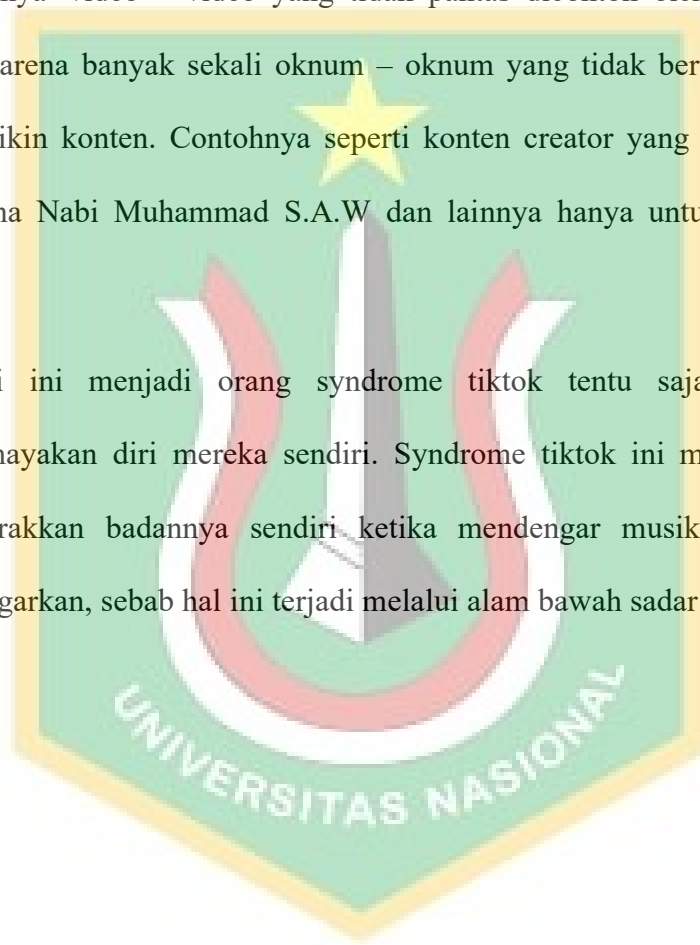 arena banyak sekali oknum – oknum yang tidak ber
ikin konten. Contohnya seperti konten creator yang
na Nabi Muhammad S.A.W dan lainnya hanya untu
i ini menjadi orang syndrome tiktok tentu saja
nayakan diri mereka sendiri. Syndrome tiktok ini m
rakkan badannya sendiri ketika mendengar musik
garkan, sebab hal ini terjadi melalui alam bawah sadar
UNIVERSITAS NASIONAL